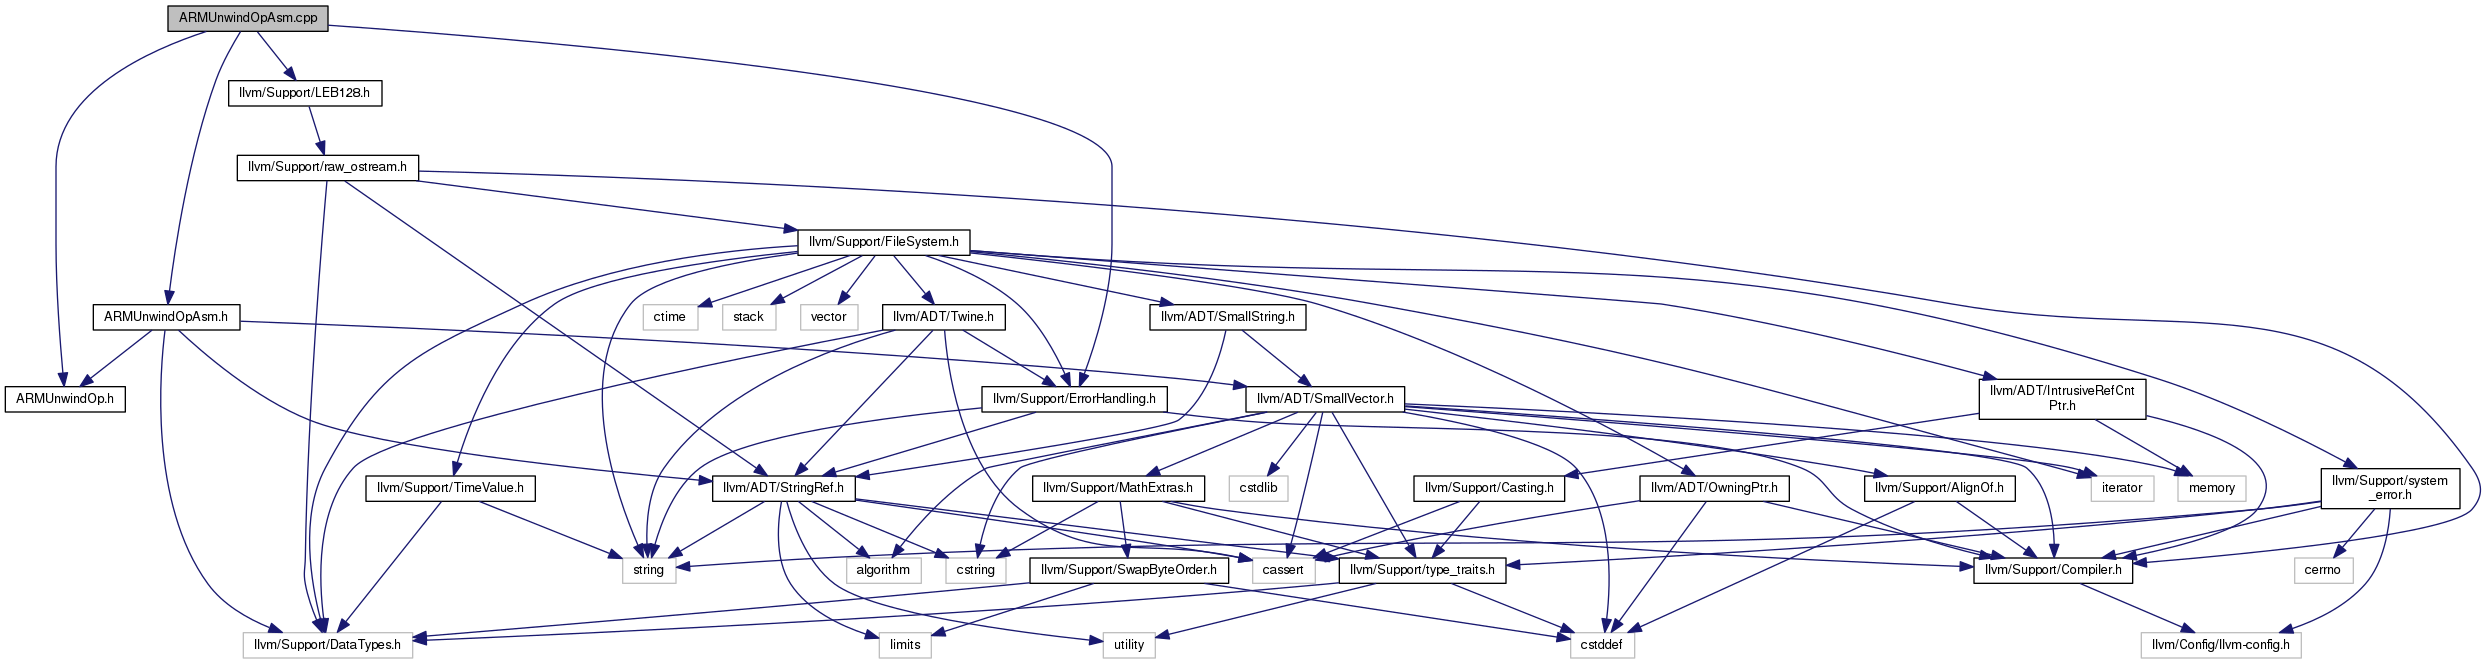 ARMUnwindOpAsm.cpp
llvm/Support/LEB128.h
llvm/Support/raw_ostream.h
llvm/Support/FileSystem.h
ARMUnwindOpAsm.h
ctime
stack
vector
llvm/ADT/Twine.h
llvm/ADT/SmallString.h
ARMUnwindOp.h
llvm/Support/ErrorHandling.h
llvm/ADT/SmallVector.h
llvm/ADT/IntrusiveRefCnt
Ptr.h
llvm/Support/TimeValue.h
llvm/ADT/StringRef.h
llvm/Support/MathExtras.h
cstdlib
llvm/Support/Casting.h
llvm/ADT/OwningPtr.h
llvm/Support/AlignOf.h
iterator
memory
llvm/Support/system
_error.h
string
algorithm
cstring
llvm/Support/SwapByteOrder.h
cassert
llvm/Support/type_traits.h
llvm/Support/Compiler.h
cerrno
llvm/Support/DataTypes.h
limits
utility
cstddef
llvm/Config/llvm-config.h